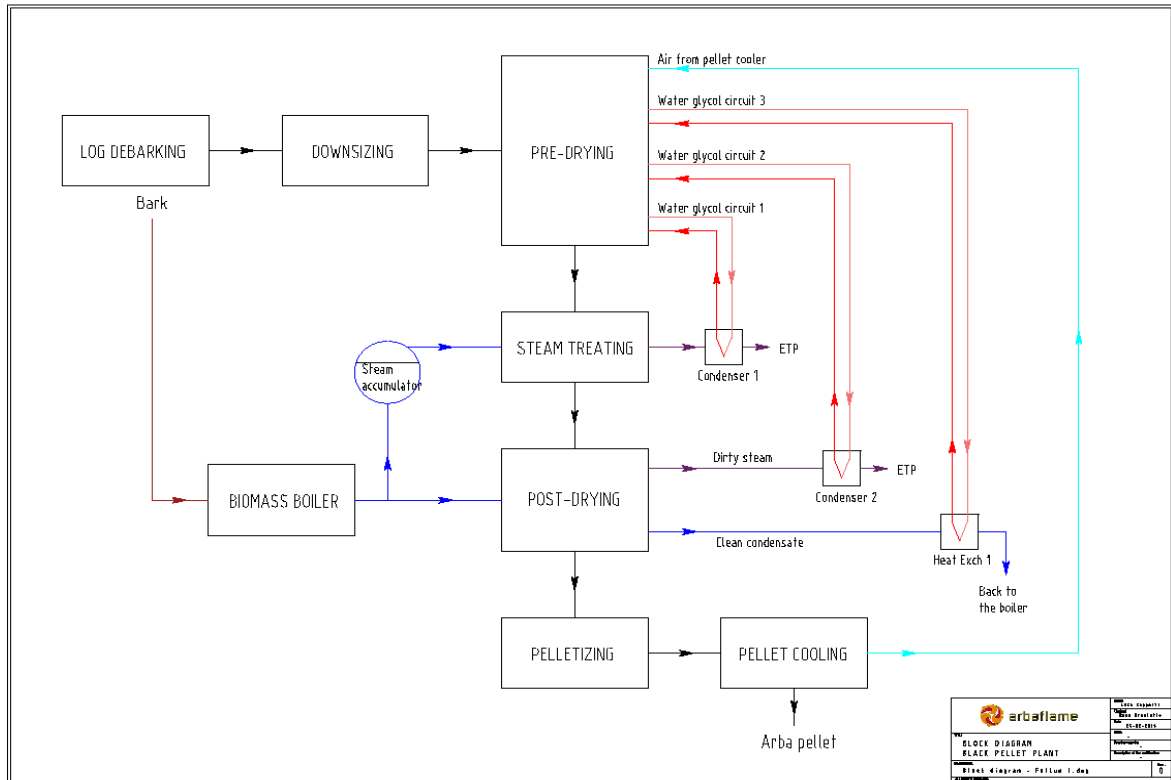 Air from pellet cooler
Water glycol circuit 3
LOG DEBARKING
DOWNSIZING
PRE-DRYING
Water glycol circuit 2
Bark
Water glycol circuit 1
STEAM TREATING
ETP
Steam
accumulator
Condenser 1
Dirty steam
ETP
BIOMASS BOILER
POST-DRYING
Condenser 2
Clean condensate
Heat Exch 1
Back to
the boiler
PELLETIZING
PELLET COOLING
Arba pellet
arbaflame
BLOCK DIAGRAM
BLACK PELLET PLANT